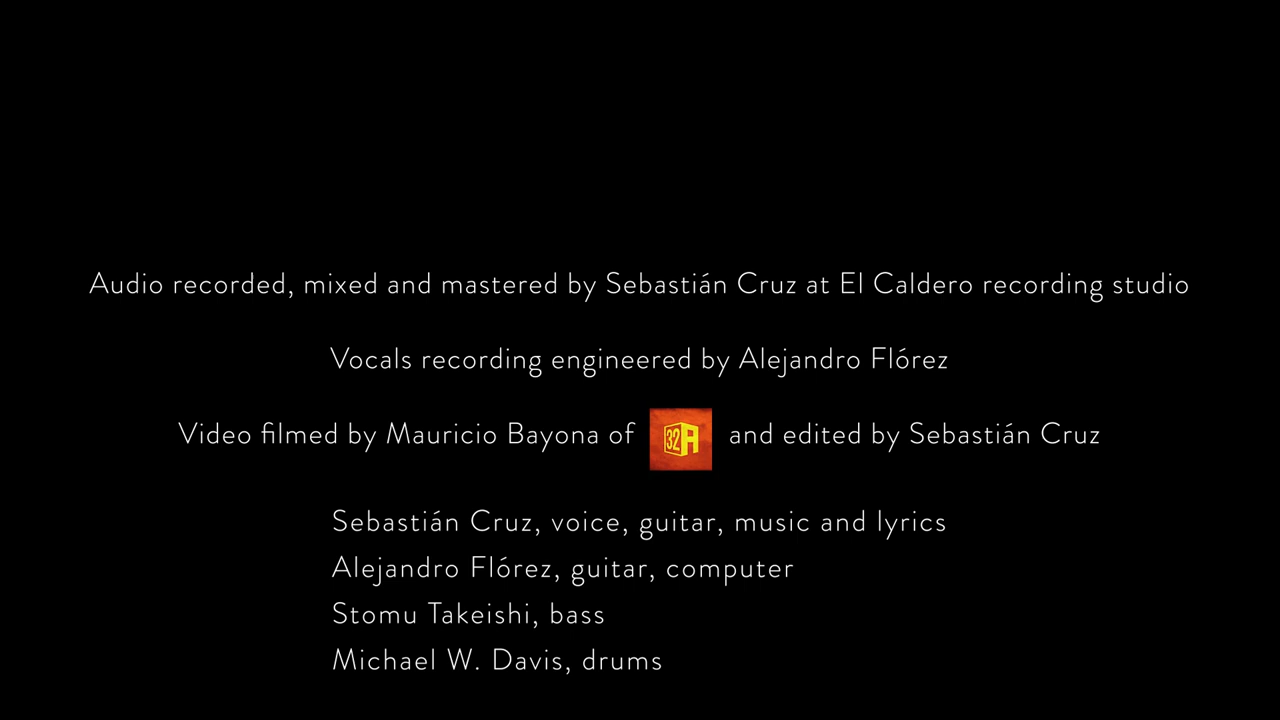 Audio recorded, mixed and mastered by Sebastián Cruz at El Caldero recording studio
Vocals recording engineered by Alejandro Flórez
Video filmed by Mauricio Bayona of 32A and edited by Sebastián Cruz
Sebastián Cruz, voice, guitar, music and lyrics
Alejandro Flórez, guitar, computer
Stomu Takeishi, bass
Michael W. Davis, drums